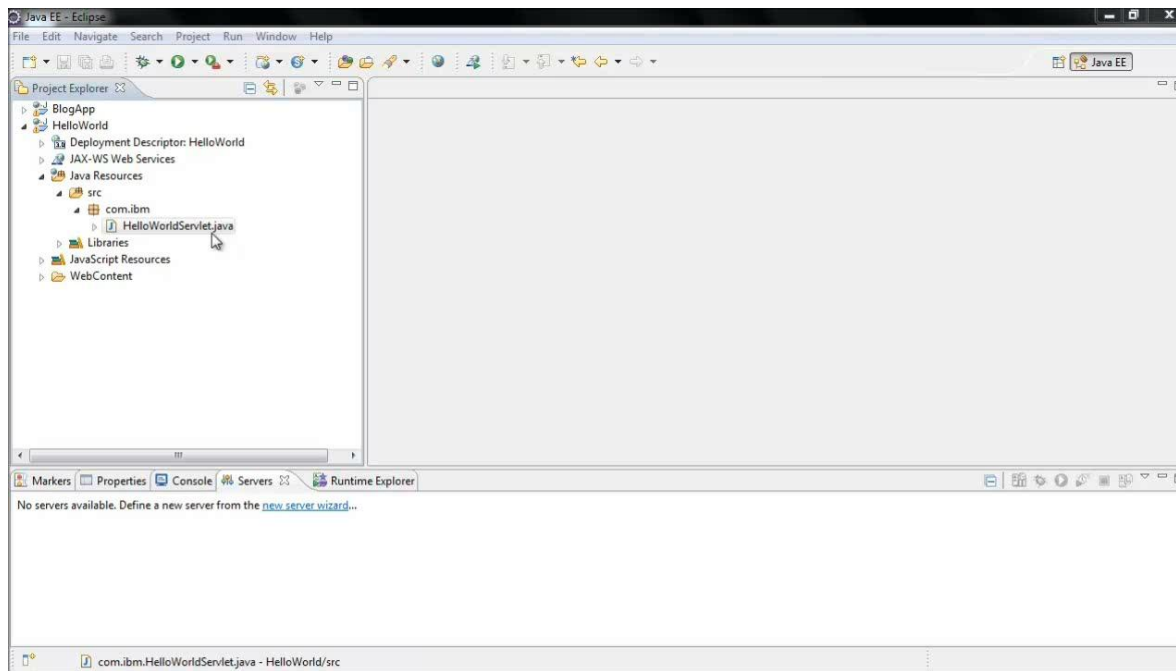 Java EE - Eclipse
File Edit Navigate Search Project Run Window Help
Java EE
Project Explorer
BlogApp
HelloWorld
Deployment Descriptor: HelloWorld
JAX-WS Web Services
Java Resources
src
com.ibm
HelloWorldServlet.java
Libraries
JavaScript Resources
WebContent
Markers Properties Console Servers Runtime Explorer
No servers available. Define a new server from the new server wizard...
com.ibm.HelloWorldServlet.java - HelloWorld/src